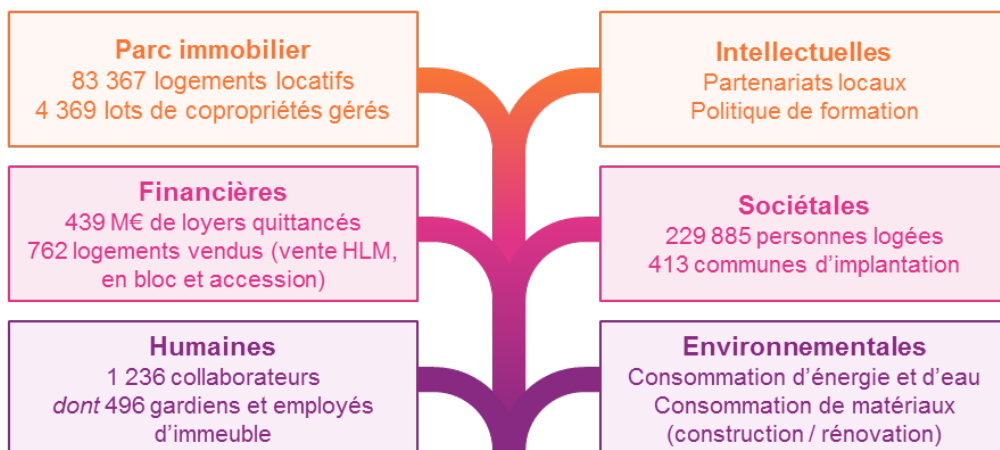 Parc immobilier
83 367 logements locatifs
4 369 lots de copropriétés gérés
Intellectuelles
Partenariats locaux
Politique de formation
Financières
439 M€ de loyers quittancés
762 logements vendus (vente HLM,
en bloc et accession)
Sociétales
229 885 personnes logées
413 communes d’implantation
Humaines
1 236 collaborateurs
dont 496 gardiens et employés
d’immeuble
Environnementales
Consommation d’énergie et d’eau
Consommation de matériaux
(construction / rénovation)